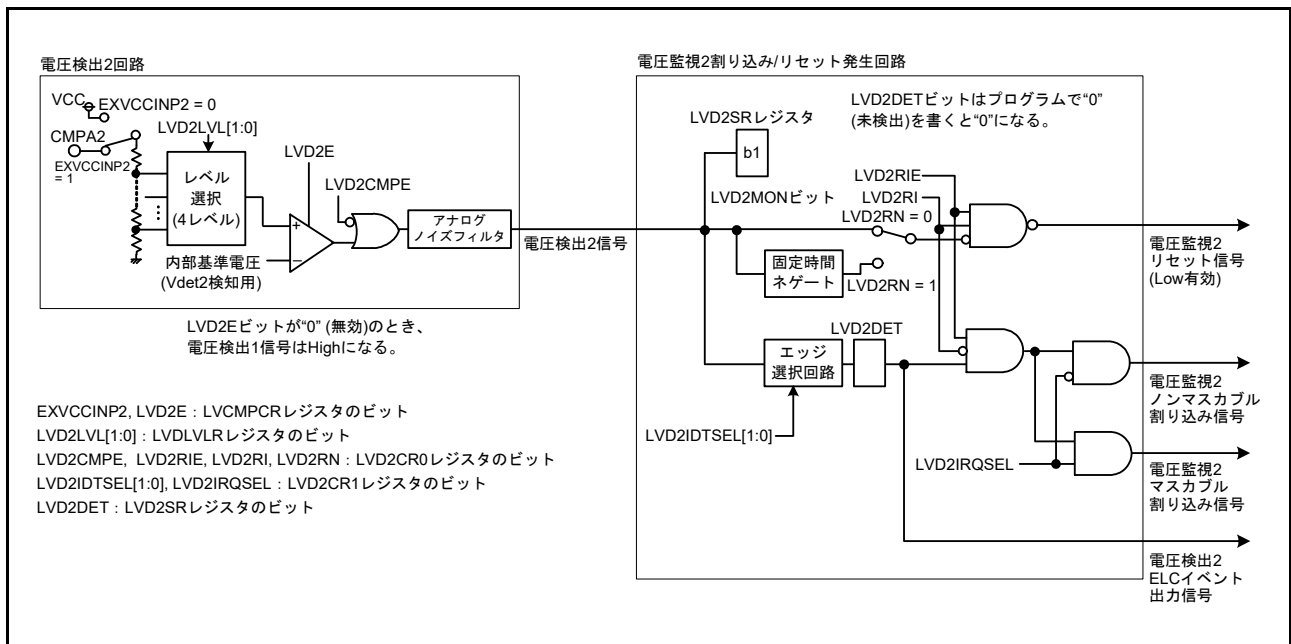 電圧検出2回路
VCC
EXVCCINP2 = 0
CMPA2
LVD2LVL[1:0]
EXVCCINP2
= 1
レベル
選択
(4レベル)
LVD2E
LVD2CMPE
+
−
アナログ
ノイズフィルタ
内部基準電圧
(Vdet2検知用)
電圧検出2信号
LVD2Eビットが“0” (無効)のとき、
電圧検出1信号はHighになる。
電圧監視2割り込み/リセット発生回路
LVD2DETビットはプログラムで“0”
(未検出)を書くと“0”になる。
LVD2SRレジスタ
b1
LVD2MONビット
LVD2RIE
LVD2RI
LVD2RN = 0
固定時間
ネゲート
LVD2RN = 1
電圧監視2
リセット信号
(Low有効)
LVD2DET
エッジ
選択回路
LVD2IDTSEL[1:0]
LVD2IRQSEL
電圧監視2
ノンマスカブル
割り込み信号
電圧監視2
マスカブル
割り込み信号
電圧検出2
ELCイベント
出力信号
EXVCCINP2, LVD2E：LVCMPCRレジスタのビット
LVD2LVL[1:0]：LVDLVLRレジスタのビット
LVD2CMPE, LVD2RIE, LVD2RI, LVD2RN：LVD2CR0レジスタのビット
LVD2IDTSEL[1:0], LVD2IRQSEL：LVD2CR1レジスタのビット
LVD2DET：LVD2SRレジスタのビット